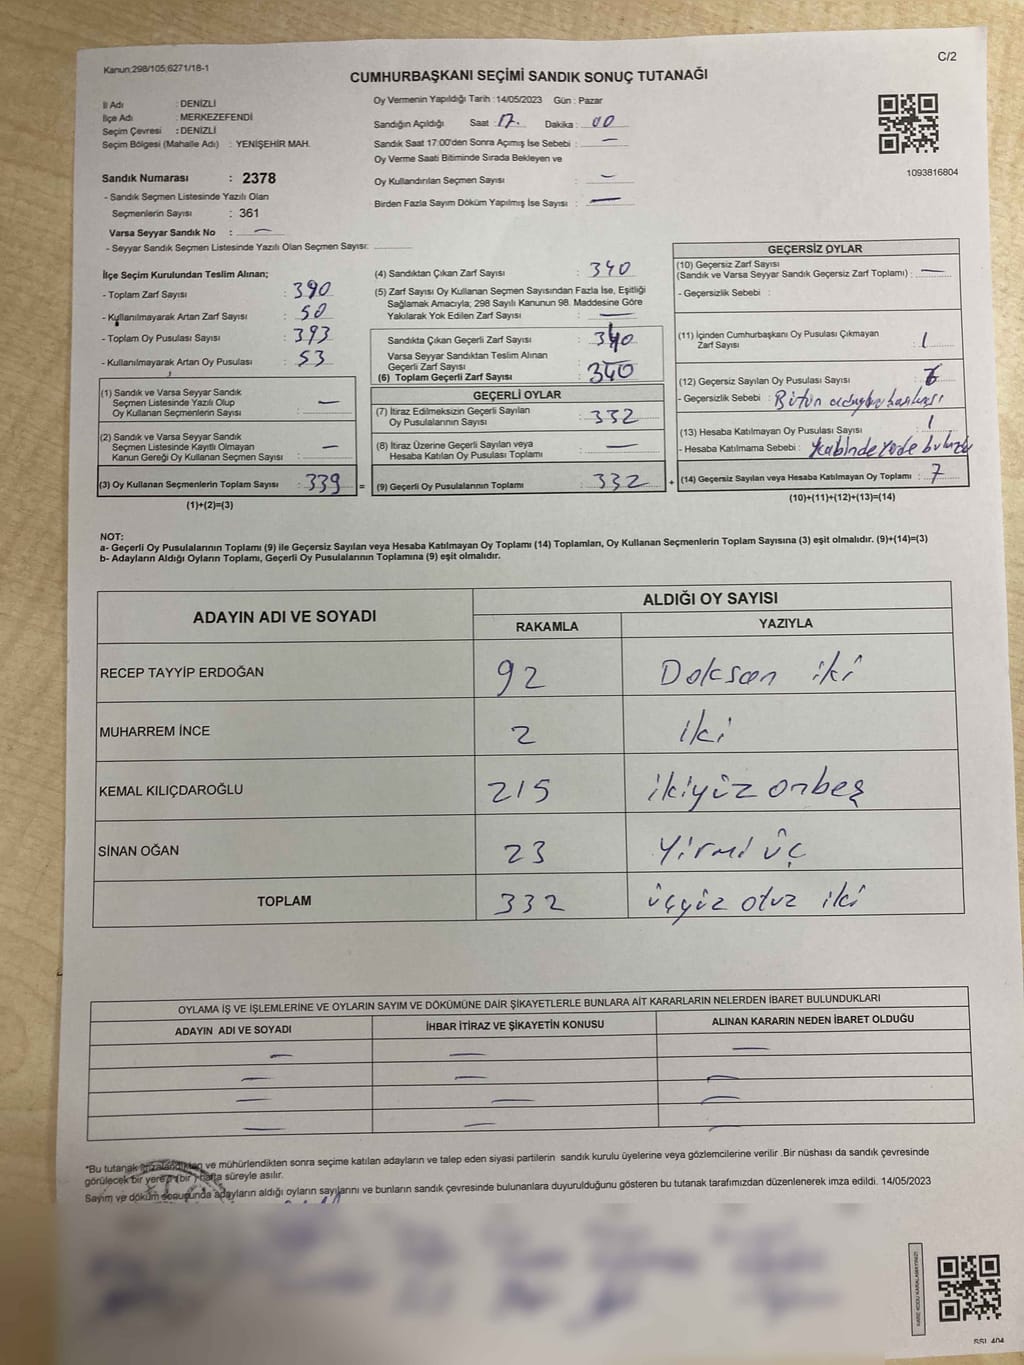 Kanun;298/105;6271/18-1
C/2
CUMHURBAŞKANI SEÇİMİ SANDIK SONUÇ TUTANAĞI
İl Adı : DENİZLİ
İlçe Adı : MERKEZEFENDİ
Seçim Çevresi : DENİZLİ
Seçim Bölgesi (Mahalle Adı) : YENİŞEHİR MAH.
Sandık Numarası : 2378
- Sandık Seçmen Listesinde Yazılı Olan
Seçmenlerin Sayısı : 361
Varsa Seyyar Sandık No : —
- Seyyar Sandık Seçmen Listesinde Yazılı Olan Seçmen Sayısı:
Oy Vermenin Yapıldığı Tarih : 14/05/2023 Gün : Pazar
Sandığın Açıldığı Saat : 17. Dakika : 00
Sandık Saat 17:00'den Sonra Açımış İse Sebebi : —
Oy Verme Saati Bitiminde Sırada Bekleyen ve
Oy Kullandırılan Seçmen Sayısı : —
Birden Fazla Sayım Döküm Yapılmış İse Sayısı : —
1093816804
İlçe Seçim Kurulundan Teslim Alınan;
- Toplam Zarf Sayısı : 390
- Kullanılmayarak Artan Zarf Sayısı : 50
- Toplam Oy Pusulası Sayısı : 393
- Kullanılmayarak Artan Oy Pusulası : 53
(1) Sandık ve Varsa Seyyar Sandık
Seçmen Listesinde Yazılı Olup
Oy Kullanan Seçmenlerin Sayısı : —
(2) Sandık ve Varsa Seyyar Sandık
Seçmen Listesinde Kayıtlı Olmayan
Kanun Gereği Oy Kullanan Seçmen Sayısı : —
(3) Oy Kullanan Seçmenlerin Toplam Sayısı : 339 =
(1)+(2)=(3)
(4) Sandıktan Çıkan Zarf Sayısı : 340
(5) Zarf Sayısı Oy Kullanan Seçmen Sayısından Fazla İse, Eşitliği
Sağlamak Amacıyla; 298 Sayılı Kanunun 98. Maddesine Göre
Yakılarak Yok Edilen Zarf Sayısı : —
Sandıkta Çıkan Geçerli Zarf Sayısı : 340
Varsa Seyyar Sandıktan Teslim Alınan
Geçerli Zarf Sayısı : —
(6) Toplam Geçerli Zarf Sayısı : 340
GEÇERLİ OYLAR
(7) İtiraz Edilmeksizin Geçerli Sayılan
Oy Pusulasının Sayısı : 332
(8) İtiraz Üzerine Geçerli Sayılan veya
Hesaba Katılan Oy Pusulası Toplamı : —
(9) Geçerli Oy Pusulalarının Toplamı : 332 +
GEÇERSİZ OYLAR
(10) Geçersiz Zarf Sayısı
(Sandık ve Varsa Seyyar Sandık Geçersiz Zarf Toplamı) : —
- Geçersizlik Sebebi :
(11) İçinden Cumhurbaşkanı Oy Pusulası Çıkmayan
Zarf Sayısı : 1
(12) Geçersiz Sayılan Oy Pusulası Sayısı : 6
- Geçersizlik Sebebi : Bütün
(13) Hesaba Katılmayan Oy Pusulası Sayısı : 1
- Hesaba Katılmama Sebebi : Kabinde yerde bulundu
(14) Geçersiz Sayılan veya Hesaba Katılmayan Oy Toplamı : 7
(10)+(11)+(12)+(13)=(14)
NOT:
a- Geçerli Oy Pusulalarının Toplamı (9) ile Geçersiz Sayılan veya Hesaba Katılmayan Oy Toplamı (14) Toplamları, Oy Kullanan Seçmenlerin Toplam Sayısına (3) eşit olmalıdır. (9)+(14)=(3)
b- Adayların Aldığı Oyların Toplamı, Geçerli Oy Pusulalarının Toplamına (9) eşit olmalıdır.
ADAYIN ADI VE SOYADI ALDIĞI OY SAYISI
RAKAMLA YAZIYLA
RECEP TAYYİP ERDOĞAN 92 Doksan iki
MUHARREM İNCE 2 İki
KEMAL KILIÇDAROĞLU 215 ikiyüz onbeş
SİNAN OĞAN 23 Yirmi üç
TOPLAM 332 üçyüz otuz iki
OYLAMA İŞ VE İŞLEMLERİNE VE OYLARIN SAYIM VE DÖKÜMÜNE DAİR ŞİKAYETLERLE BUNLARA AİT KARARLARIN NELERDEN İBARET BULUNDUKLARI
ADAYIN ADI VE SOYADI İHBAR İTİRAZ VE ŞİKAYETİN KONUSU ALINAN KARARIN NEDEN İBARET OLDUĞU
— — —
— — —
— — —
— — —
*Bu tutanak imzalandıktan ve mühürlendikten sonra seçime katılan adayların ve talep eden siyasi partilerin sandık kurulu üyelerine veya gözlemcilerine verilir .Bir nüshası da sandık çevresinde
görülecek bir yere 1 (bir ) hafta süreyle asılır.
Sayım ve döküm sonucunda adayların aldığı oyların sayılarını ve bunların sandık çevresinde bulunanlara duyurulduğunu gösteren bu tutanak tarafımızdan düzenlenerek imza edildi. 14/05/2023